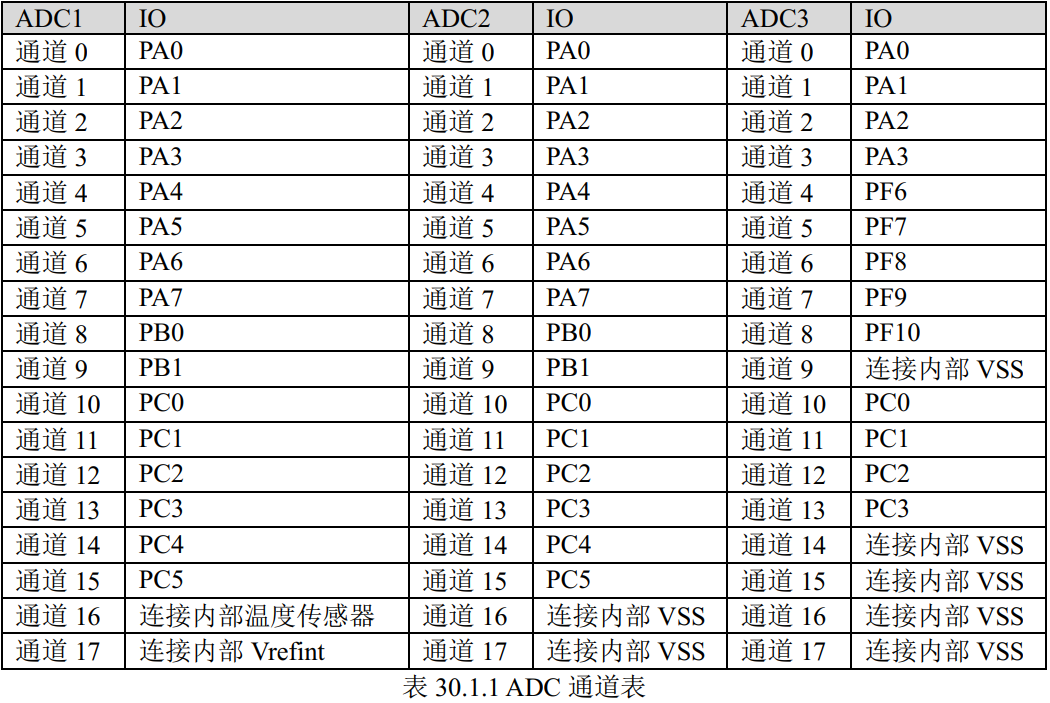 ADC1 IO ADC2 IO ADC3 IO
通道 0 PA0 通道 0 PA0 通道 0 PA0
通道 1 PA1 通道 1 PA1 通道 1 PA1
通道 2 PA2 通道 2 PA2 通道 2 PA2
通道 3 PA3 通道 3 PA3 通道 3 PA3
通道 4 PA4 通道 4 PA4 通道 4 PF6
通道 5 PA5 通道 5 PA5 通道 5 PF7
通道 6 PA6 通道 6 PA6 通道 6 PF8
通道 7 PA7 通道 7 PA7 通道 7 PF9
通道 8 PB0 通道 8 PB0 通道 8 PF10
通道 9 PB1 通道 9 PB1 通道 9 连接内部 VSS
通道 10 PC0 通道 10 PC0 通道 10 PC0
通道 11 PC1 通道 11 PC1 通道 11 PC1
通道 12 PC2 通道 12 PC2 通道 12 PC2
通道 13 PC3 通道 13 PC3 通道 13 PC3
通道 14 PC4 通道 14 PC4 通道 14 连接内部 VSS
通道 15 PC5 通道 15 PC5 通道 15 连接内部 VSS
通道 16 连接内部温度传感器 通道 16 连接内部 VSS 通道 16 连接内部 VSS
通道 17 连接内部 Vrefint 通道 17 连接内部 VSS 通道 17 连接内部 VSS
表 30.1.1 ADC 通道表